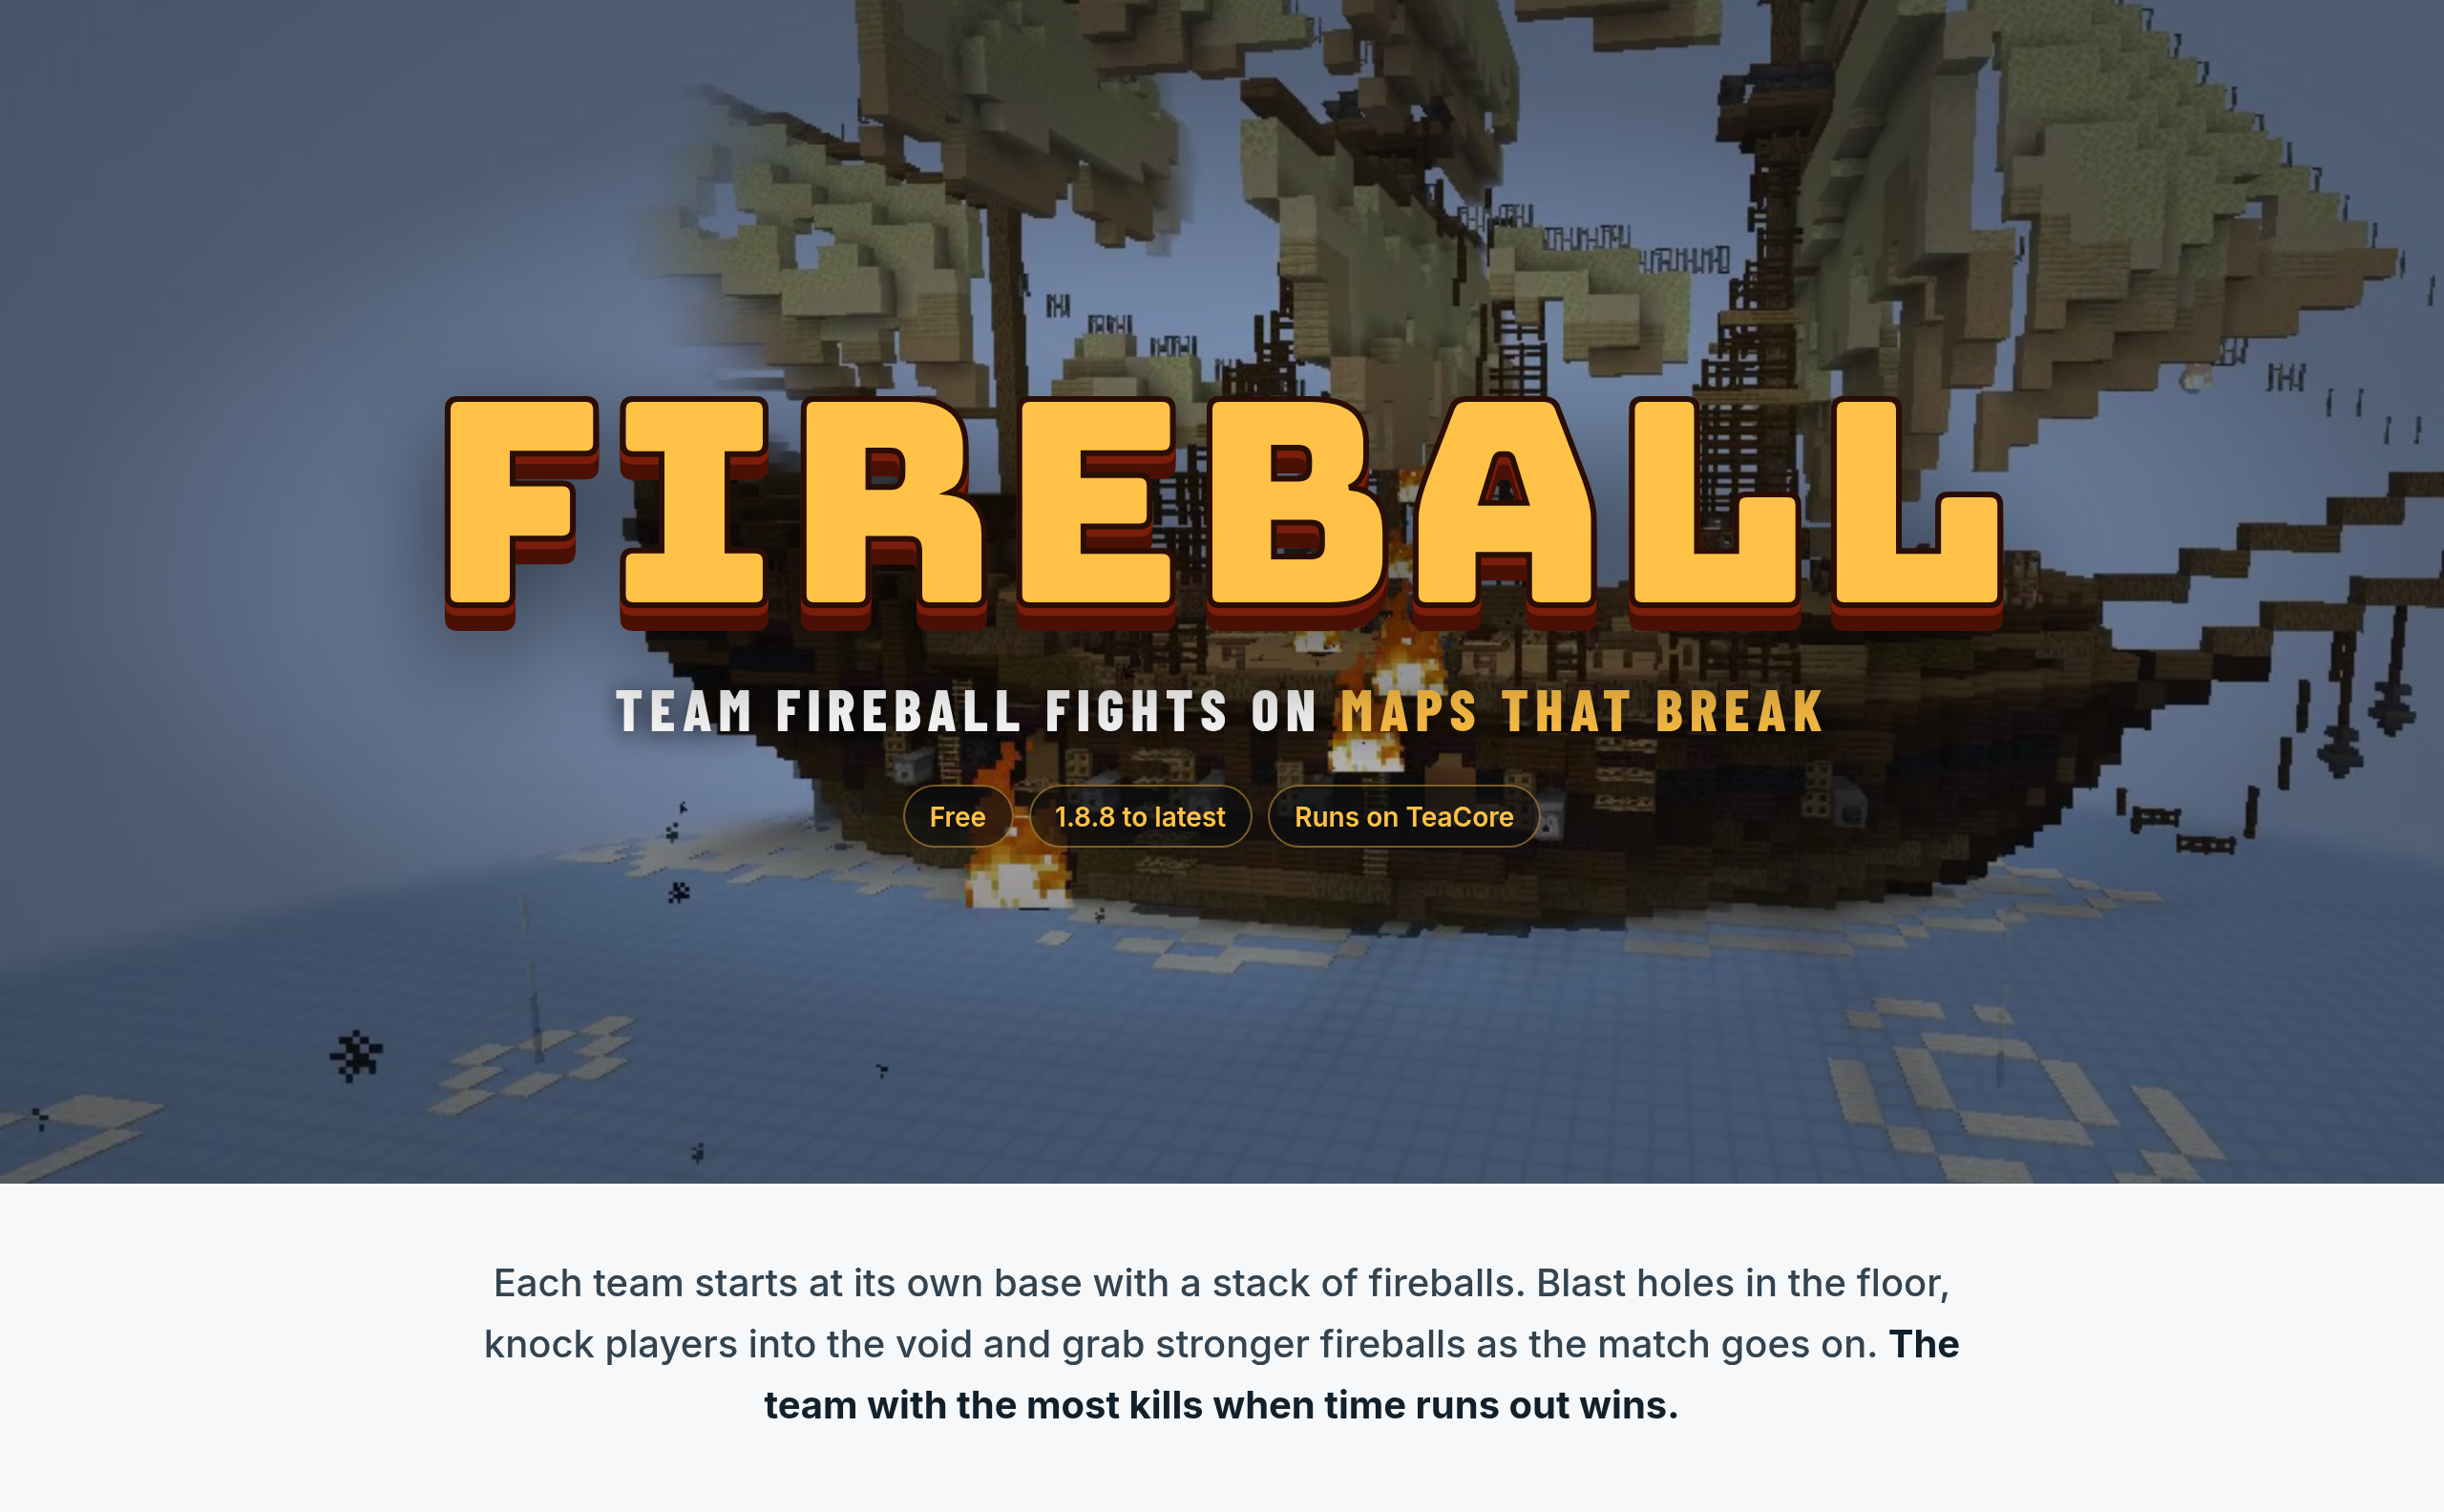 FIREBALL
TEAM FIREBALL FIGHTS ON MAPS THAT BREAK
Free
1.8.8 to latest
Runs on TeaCore
Each team starts at its own base with a stack of fireballs. Blast holes in the floor,
knock players into the void and grab stronger fireballs as the match goes on. The
team with the most kills when time runs out wins.